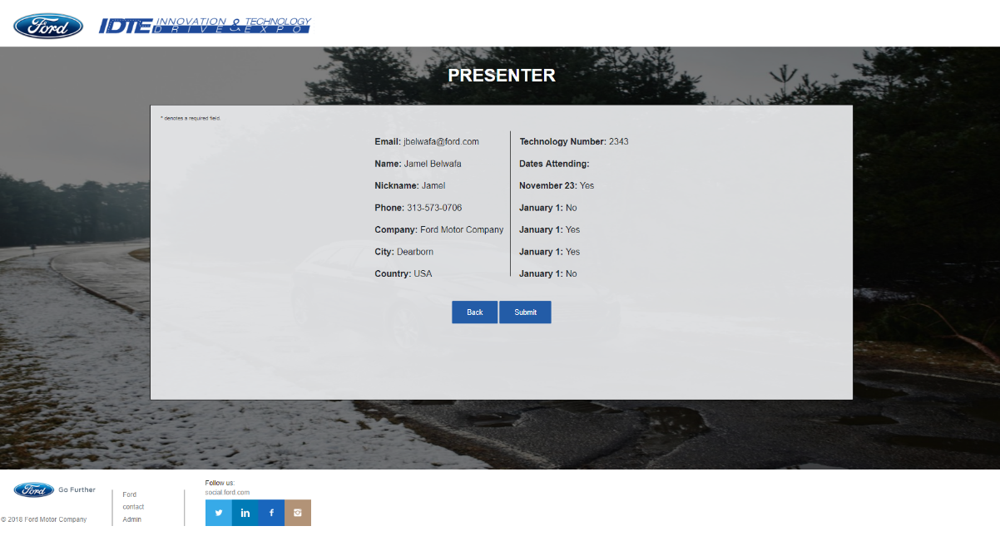 Ford IDTE INNOVATION & TECHNOLOGY
DRIVE & EXPO
PRESENTER
* denotes a required field.
Email: jbelwafa@ford.com
Name: Jamel Belwafa
Nickname: Jamel
Phone: 313-573-0706
Company: Ford Motor Company
City: Dearborn
Country: USA
Technology Number: 2343
Dates Attending:
November 23: Yes
January 1: No
January 1: Yes
January 1: Yes
January 1: No
Back Submit
Ford Go Further
© 2018 Ford Motor Company
Ford
contact
Admin
Follow us:
social.ford.com